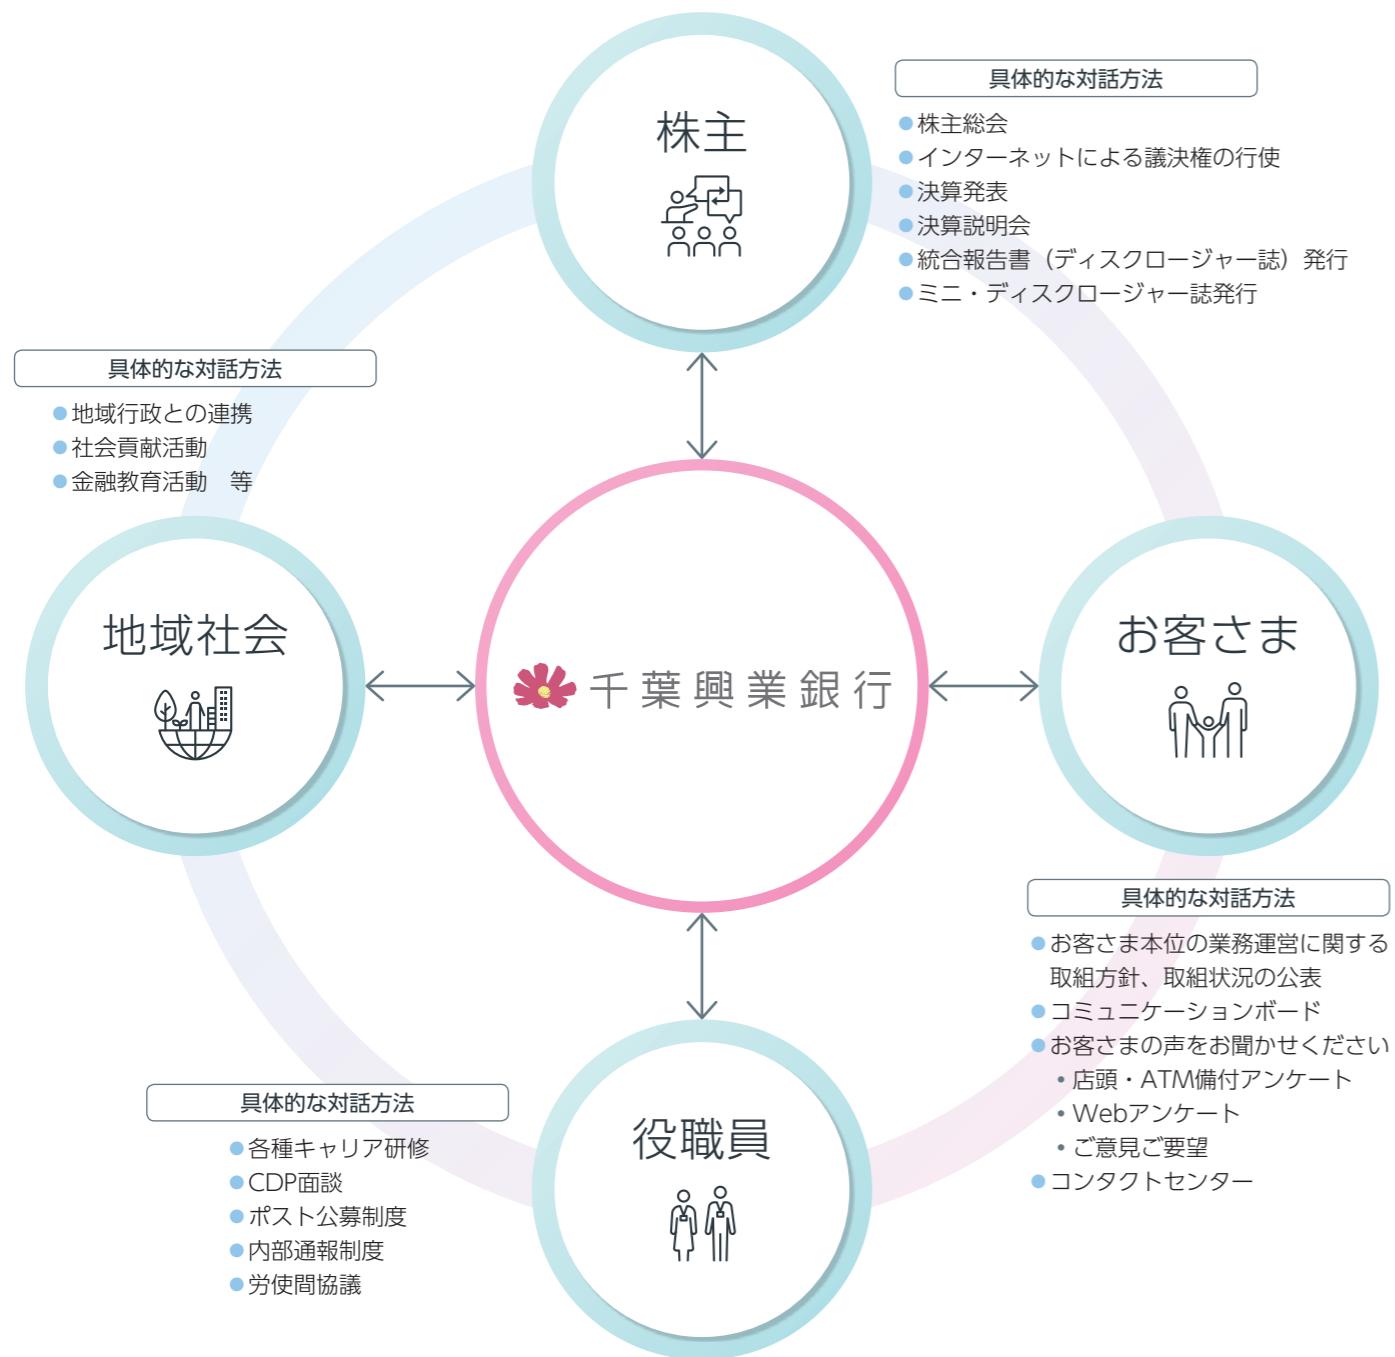 株主
具体的な対話方法
●株主総会
●インターネットによる議決権の行使
●決算発表
●決算説明会
●統合報告書（ディスクロージャー誌）発行
●ミニ・ディスクロージャー誌発行
具体的な対話方法
●地域行政との連携
●社会貢献活動
●金融教育活動　等
地域社会
千葉興業銀行
お客さま
具体的な対話方法
●お客さま本位の業務運営に関する
取組方針、取組状況の公表
●コミュニケーションボード
●お客さまの声をお聞かせください
・店頭・ATM備付アンケート
・Webアンケート
・ご意見ご要望
●コンタクトセンター
役職員
具体的な対話方法
●各種キャリア研修
●CDP面談
●ポスト公募制度
●内部通報制度
●労使間協議